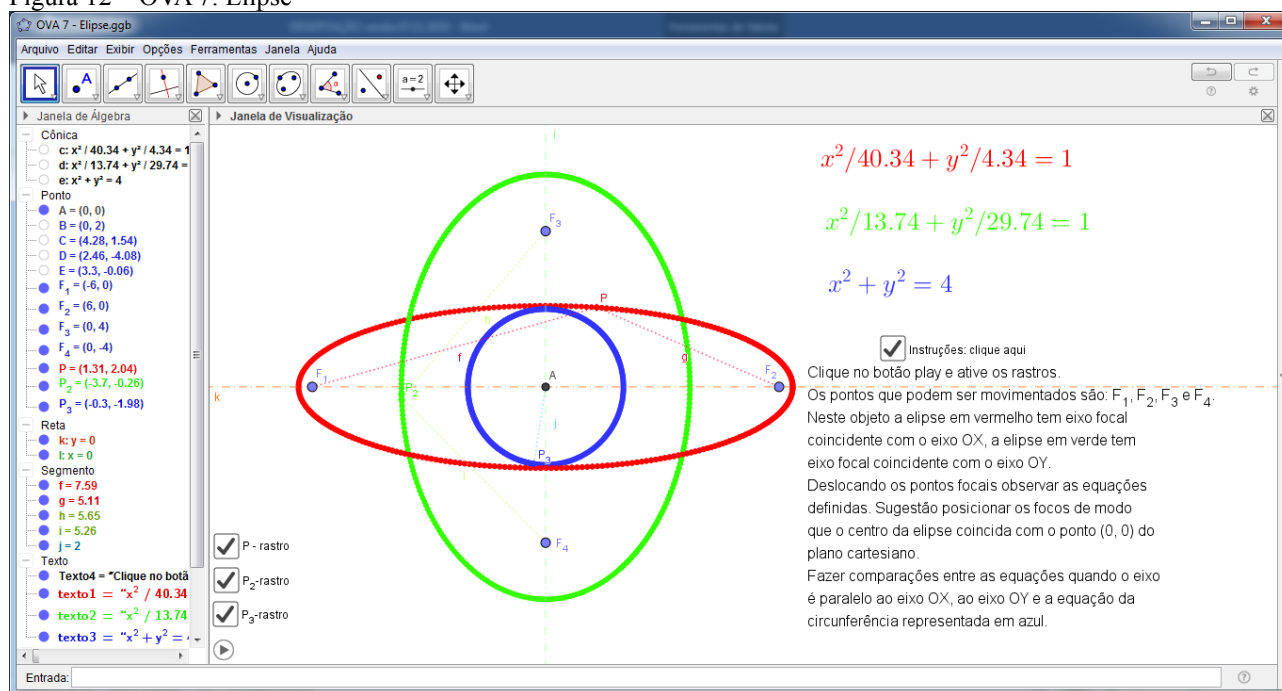 Figura 12 – OVA 7: Elipse
OVA 7 - Elipse.ggb
Arquivo Editar Exibir Opções Ferramentas Janela Ajuda
A
α
a=2
Janela de Álgebra
Janela de Visualização
Cônica
c: x² / 40.34 + y² / 4.34 = 1
d: x² / 13.74 + y² / 29.74 =
e: x² + y² = 4
Ponto
A = (0, 0)
B = (0, 2)
C = (4.28, 1.54)
D = (2.46, -4.08)
E = (3.3, -0.06)
F₁ = (-6, 0)
F₂ = (6, 0)
F₃ = (0, 4)
F₄ = (0, -4)
P = (1.31, 2.04)
P₂ = (-3.7, -0.26)
P₃ = (-0.3, -1.98)
Reta
k: y = 0
l: x = 0
Segmento
f = 7.59
g = 5.11
h = 5.65
i = 5.26
j = 2
Texto
Texto4 = "Clique no botã
texto1 = "x² / 40.34
texto2 = "x² / 13.74
texto3 = "x² + y² =
l
F₃
P
h
f
g
F₁
A
F₂
k
P₂
j
P₃
i
F₄
P - rastro
P₂-rastro
P₃-rastro
x²/40.34 + y²/4.34 = 1
x²/13.74 + y²/29.74 = 1
x² + y² = 4
Instruções: clique aqui
Clique no botão play e ative os rastros.
Os pontos que podem ser movimentados são: F₁, F₂, F₃ e F₄.
Neste objeto a elipse em vermelho tem eixo focal
coincidente com o eixo OX, a elipse em verde tem
eixo focal coincidente com o eixo OY.
Deslocando os pontos focais observar as equações
definidas. Sugestão posicionar os focos de modo
que o centro da elipse coincida com o ponto (0, 0) do
plano cartesiano.
Fazer comparações entre as equações quando o eixo
é paralelo ao eixo OX, ao eixo OY e a equação da
circunferência representada em azul.
Entrada: